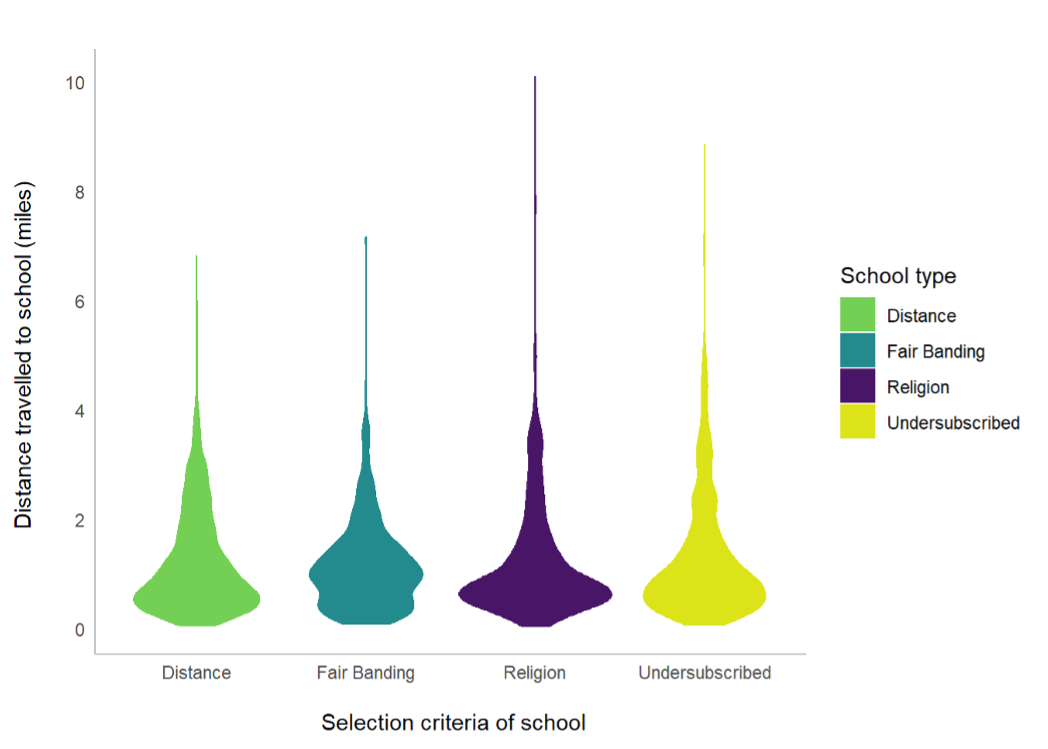 Distance travelled to school (miles)
10
8
6
4
2
0
Distance
Fair Banding
Religion
Undersubscribed
Selection criteria of school
School type
Distance
Fair Banding
Religion
Undersubscribed